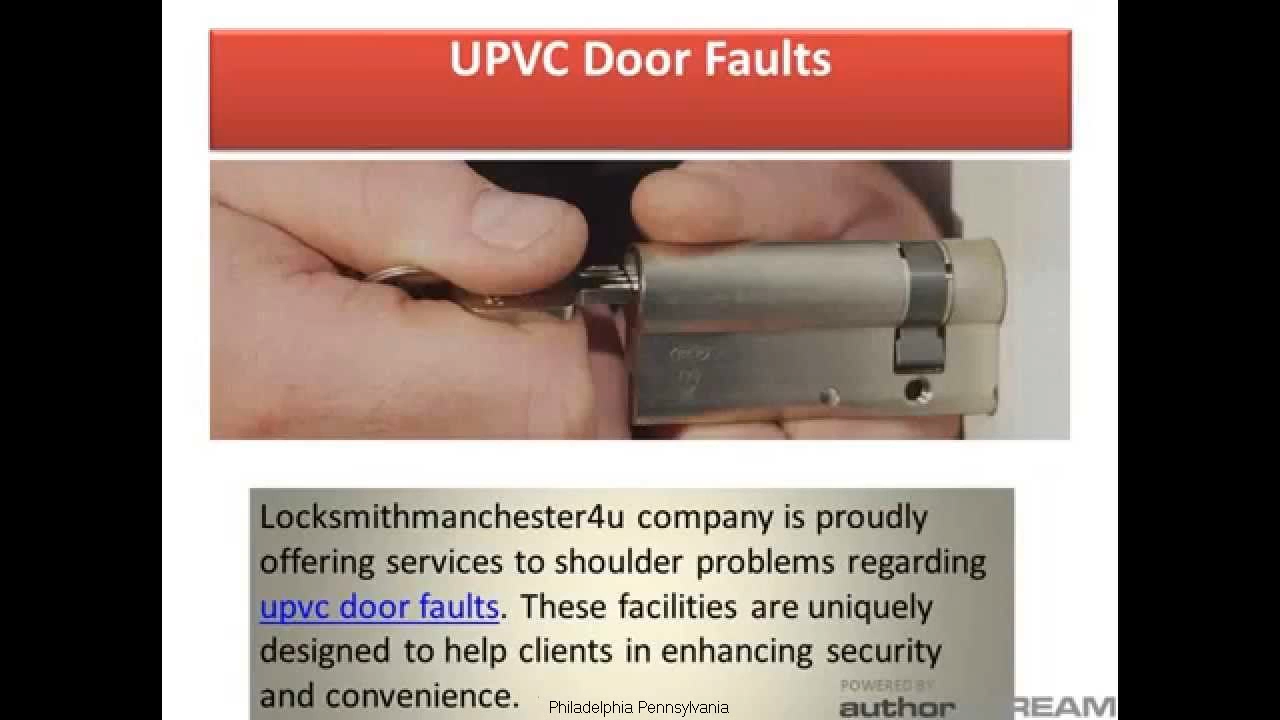 UPVC Door Faults
Locksmithmanchester4u company is proudly
offering services to shoulder problems regarding
upvc door faults. These facilities are uniquely
designed to help clients in enhancing security
and convenience.
POWERED BY
authorSTREAM
Philadelphia Pennsylvania